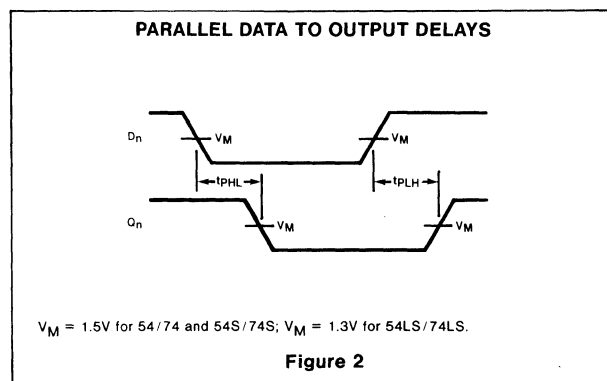 PARALLEL DATA TO OUTPUT DELAYS
Dn
VM
VM
tPHL
tPLH
Qn
VM
VM
VM = 1.5V for 54/74 and 54S/74S; VM = 1.3V for 54LS/74LS.
Figure 2